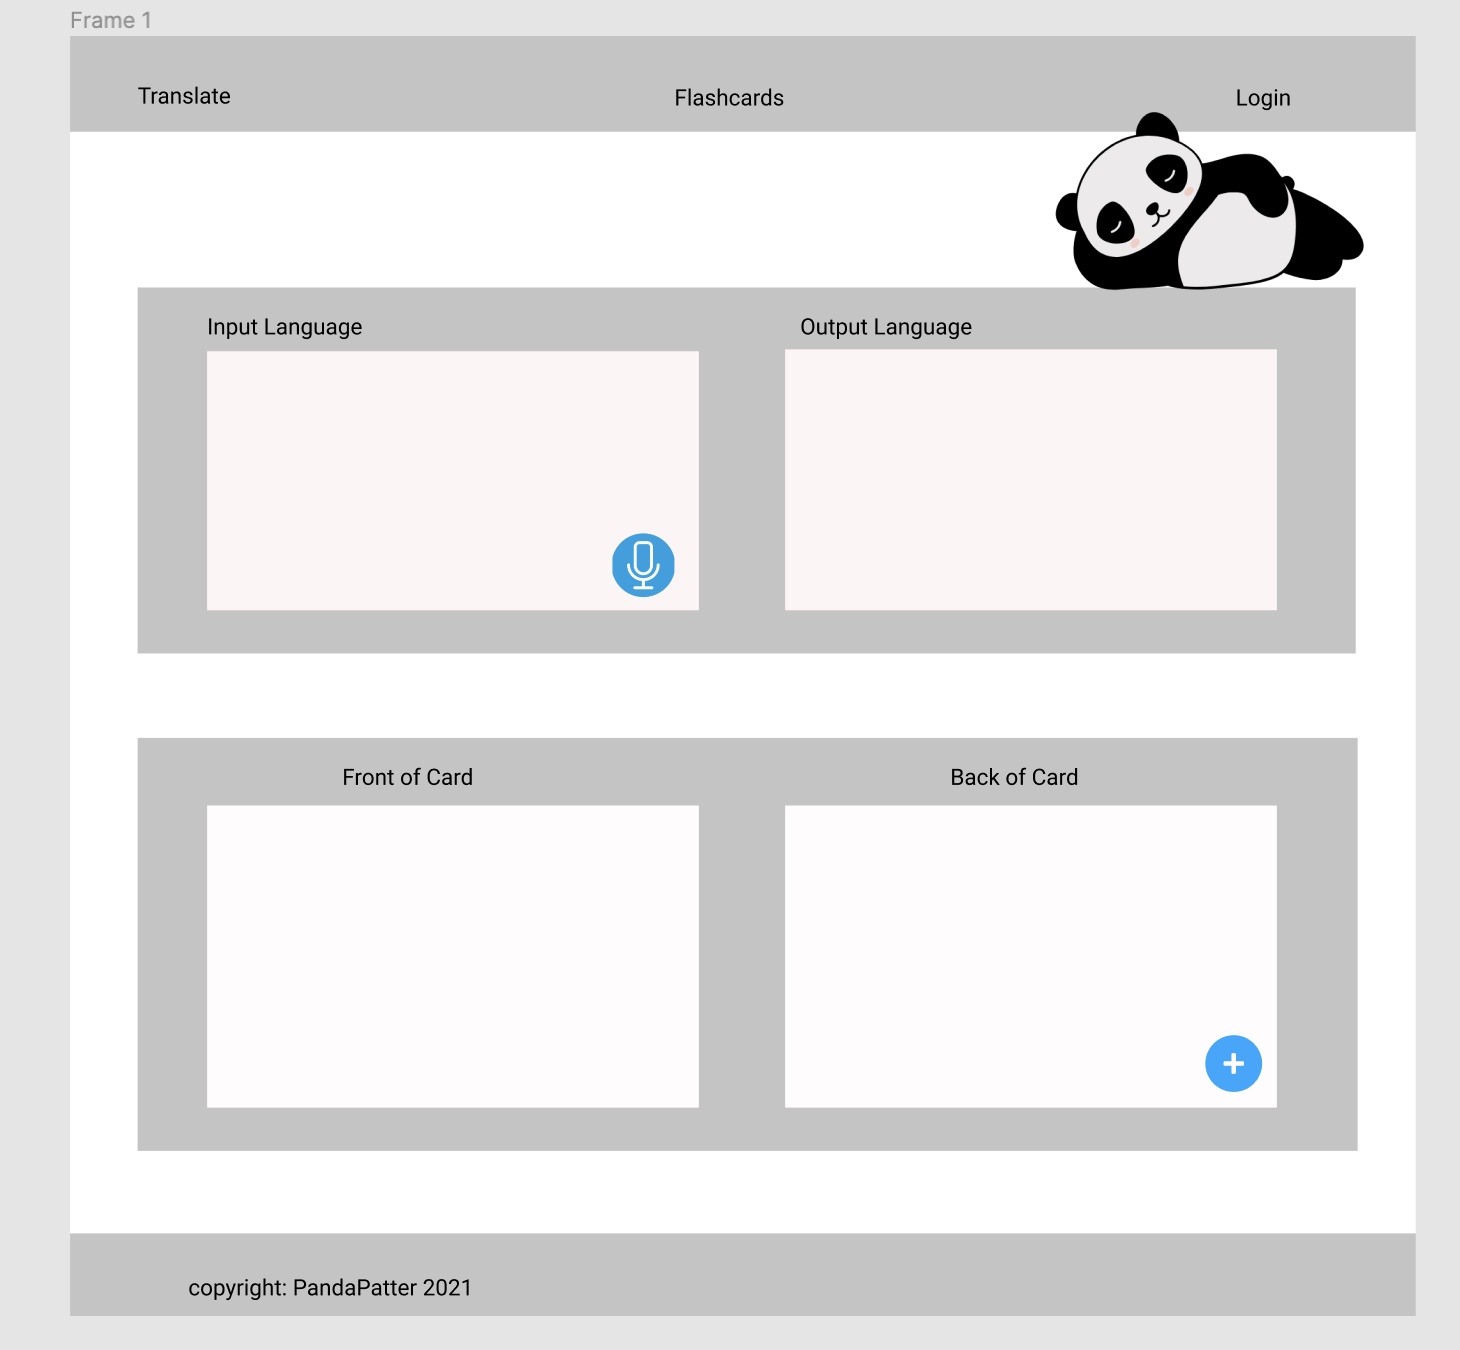 Frame 1
Translate
Flashcards
Login
Input Language
Output Language
Front of Card
Back of Card
copyright: PandaPatter 2021